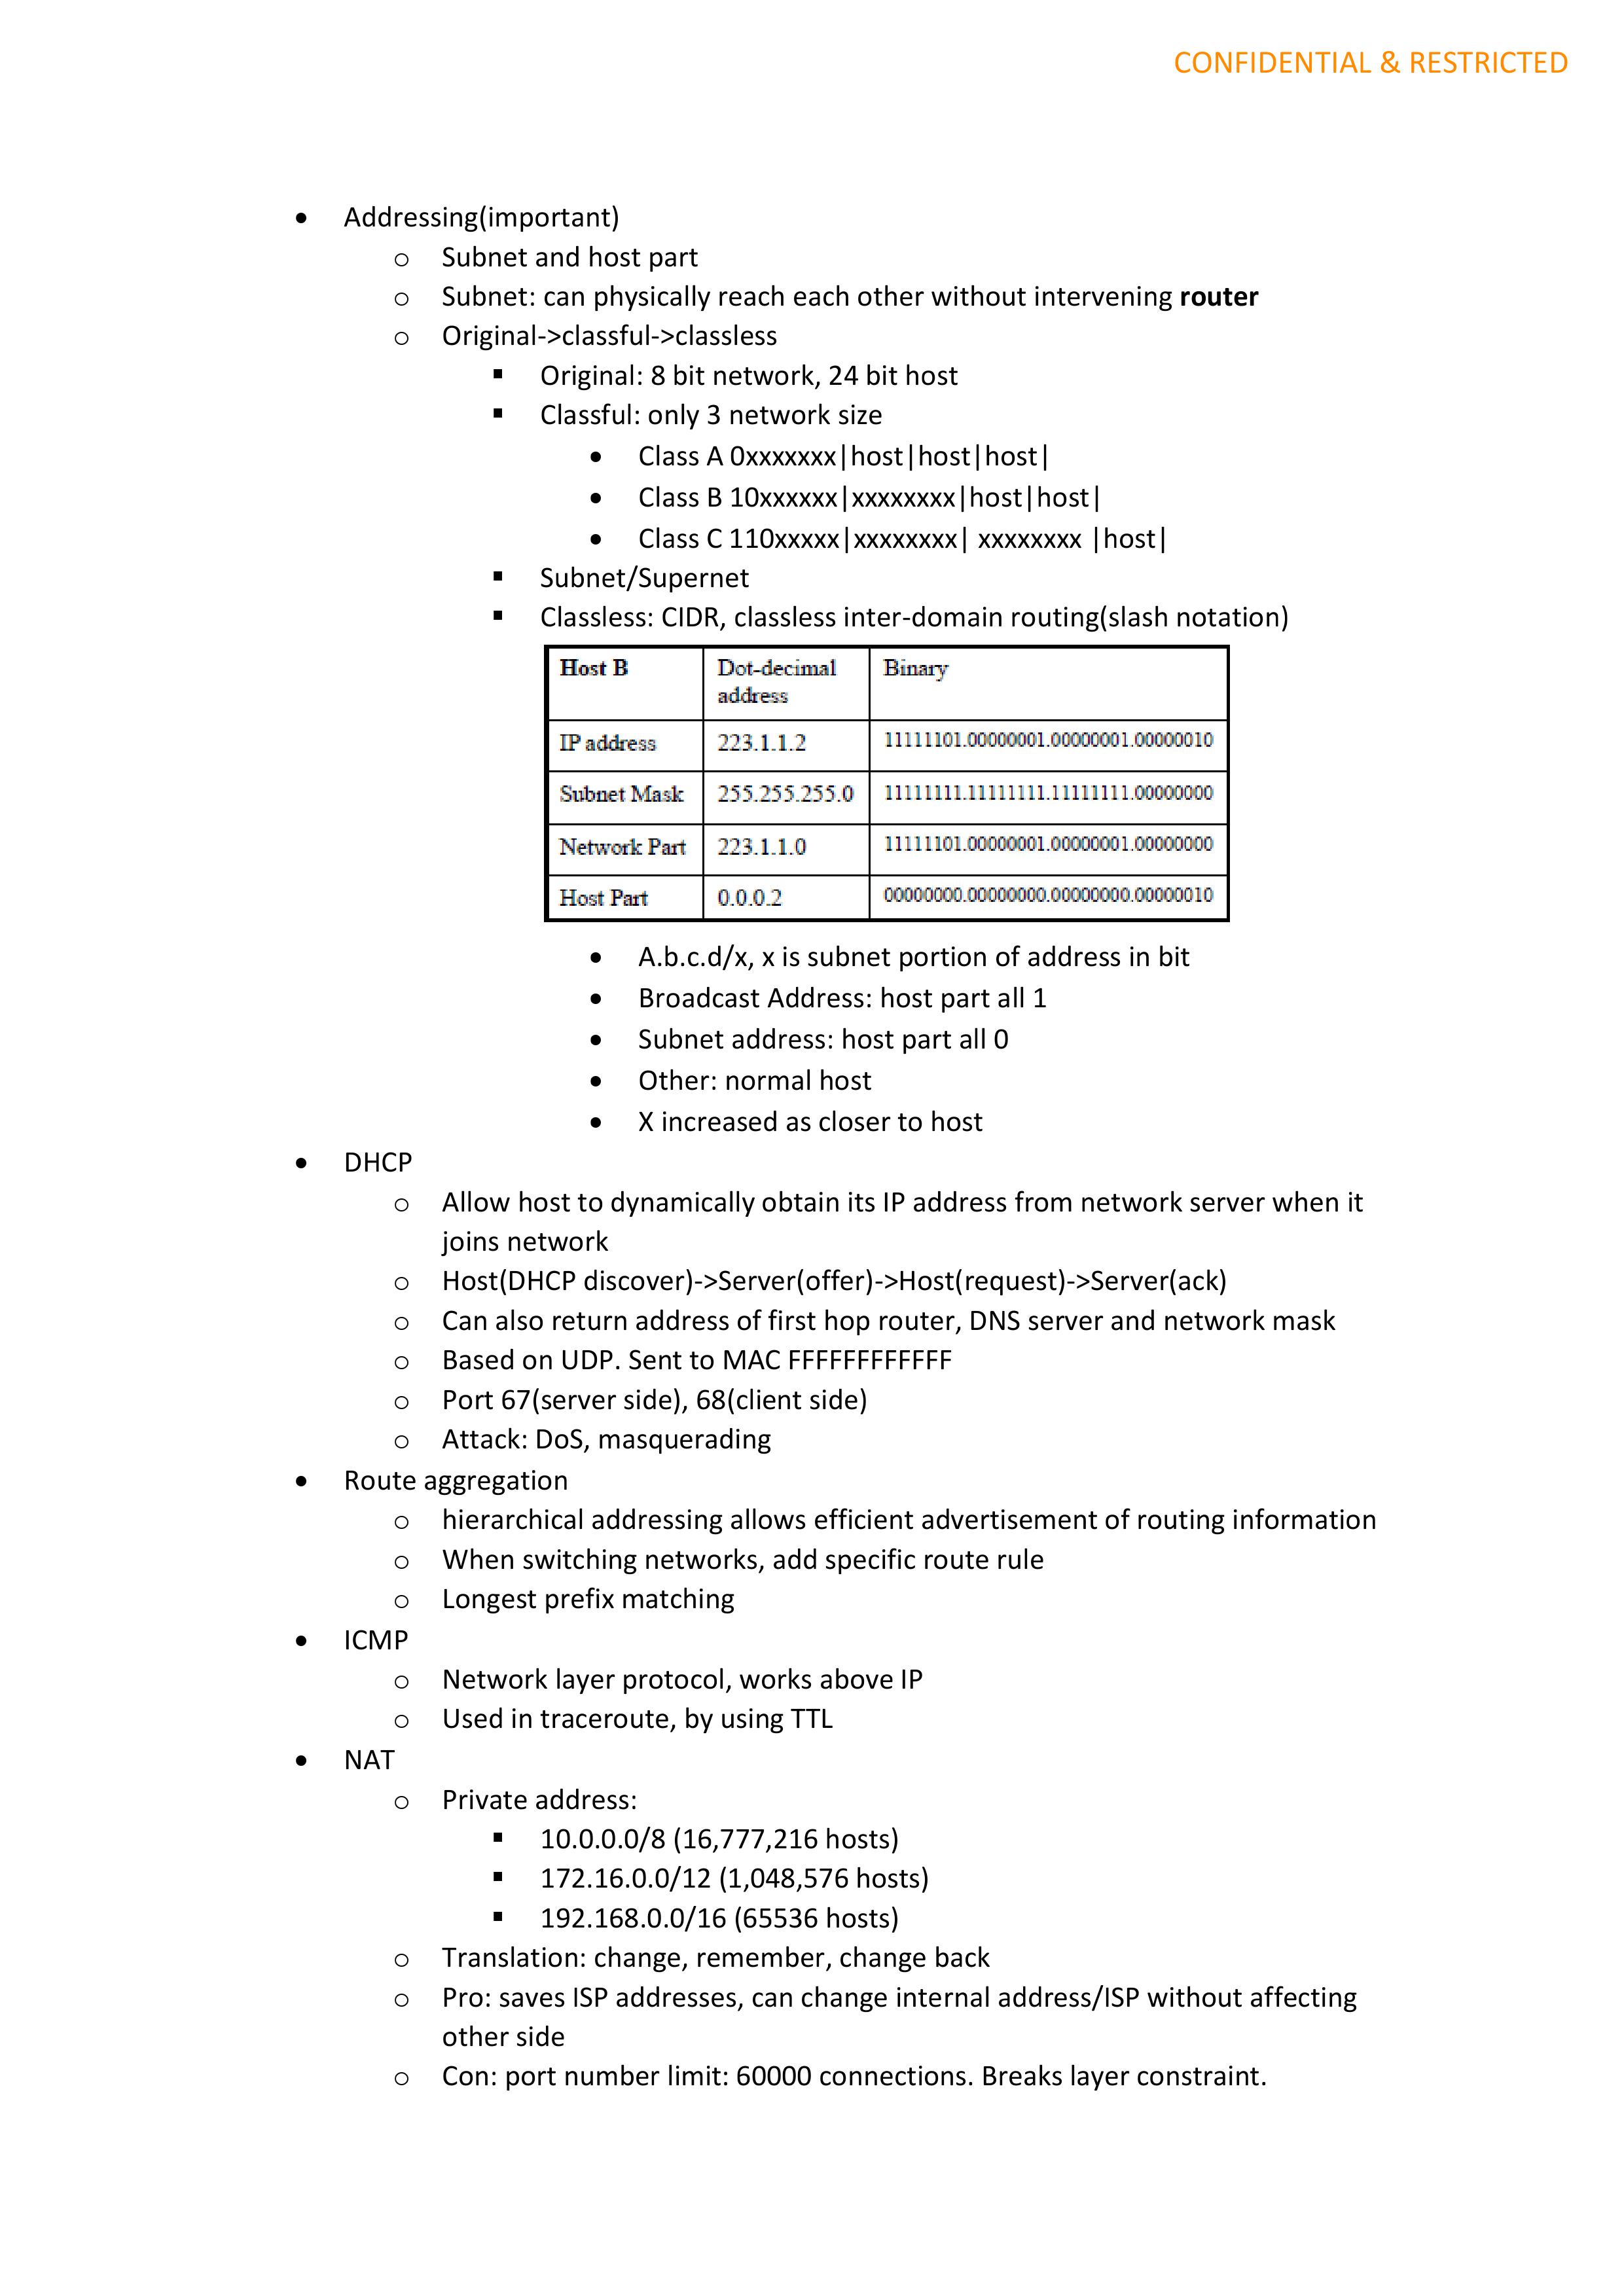 CONFIDENTIAL & RESTRICTED
• Addressing(important)
o Subnet and host part
o Subnet: can physically reach each other without intervening router
o Original->classful->classless
▪ Original: 8 bit network, 24 bit host
▪ Classful: only 3 network size
• Class A 0xxxxxxx|host|host|host|
• Class B 10xxxxxx|xxxxxxxx|host|host|
• Class C 110xxxxx|xxxxxxxx| xxxxxxxx |host|
▪ Subnet/Supernet
▪ Classless: CIDR, classless inter-domain routing(slash notation)
Host B Dot-decimal address Binary
IP address 223.1.1.2 11111101.00000001.00000001.00000010
Subnet Mask 255.255.255.0 11111111.11111111.11111111.00000000
Network Part 223.1.1.0 11111101.00000001.00000001.00000000
Host Part 0.0.0.2 00000000.00000000.00000000.00000010
• A.b.c.d/x, x is subnet portion of address in bit
• Broadcast Address: host part all 1
• Subnet address: host part all 0
• Other: normal host
• X increased as closer to host
• DHCP
o Allow host to dynamically obtain its IP address from network server when it
joins network
o Host(DHCP discover)->Server(offer)->Host(request)->Server(ack)
o Can also return address of first hop router, DNS server and network mask
o Based on UDP. Sent to MAC FFFFFFFFFFFF
o Port 67(server side), 68(client side)
o Attack: DoS, masquerading
• Route aggregation
o hierarchical addressing allows efficient advertisement of routing information
o When switching networks, add specific route rule
o Longest prefix matching
• ICMP
o Network layer protocol, works above IP
o Used in traceroute, by using TTL
• NAT
o Private address:
▪ 10.0.0.0/8 (16,777,216 hosts)
▪ 172.16.0.0/12 (1,048,576 hosts)
▪ 192.168.0.0/16 (65536 hosts)
o Translation: change, remember, change back
o Pro: saves ISP addresses, can change internal address/ISP without affecting
other side
o Con: port number limit: 60000 connections. Breaks layer constraint.